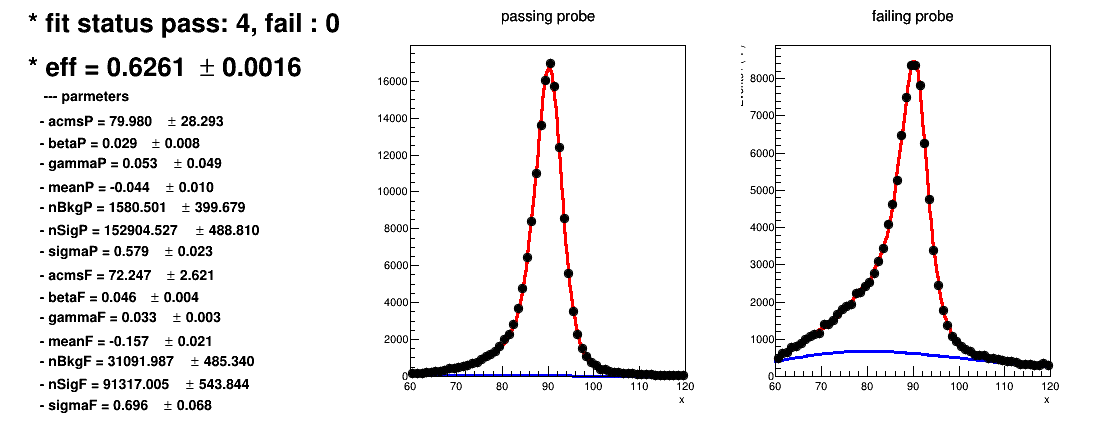 * fit status pass: 4, fail : 0
* eff = 0.6261 ± 0.0016
--- parmeters
- acmsP = 79.980 ± 28.293
- betaP = 0.029 ± 0.008
- gammaP = 0.053 ± 0.049
- meanP = -0.044 ± 0.010
- nBkgP = 1580.501 ± 399.679
- nSigP = 152904.527 ± 488.810
- sigmaP = 0.579 ± 0.023
- acmsF = 72.247 ± 2.621
- betaF = 0.046 ± 0.004
- gammaF = 0.033 ± 0.003
- meanF = -0.157 ± 0.021
- nBkgF = 31091.987 ± 485.340
- nSigF = 91317.005 ± 543.844
- sigmaF = 0.696 ± 0.068
passing probe
16000
14000
12000
10000
8000
6000
4000
2000
0
60 70 80 90 100 110 120
x
failing probe
8000
7000
6000
5000
4000
3000
2000
1000
0
60 70 80 90 100 110 120
x